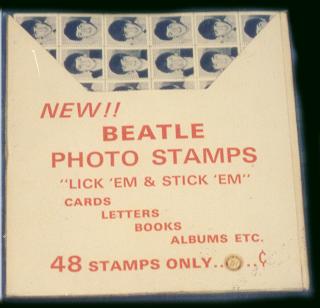 NEW!!
BEATLE
PHOTO STAMPS
"LICK 'EM & STICK 'EM"
CARDS
LETTERS
BOOKS
ALBUMS ETC.
48 STAMPS ONLY.. ..¢